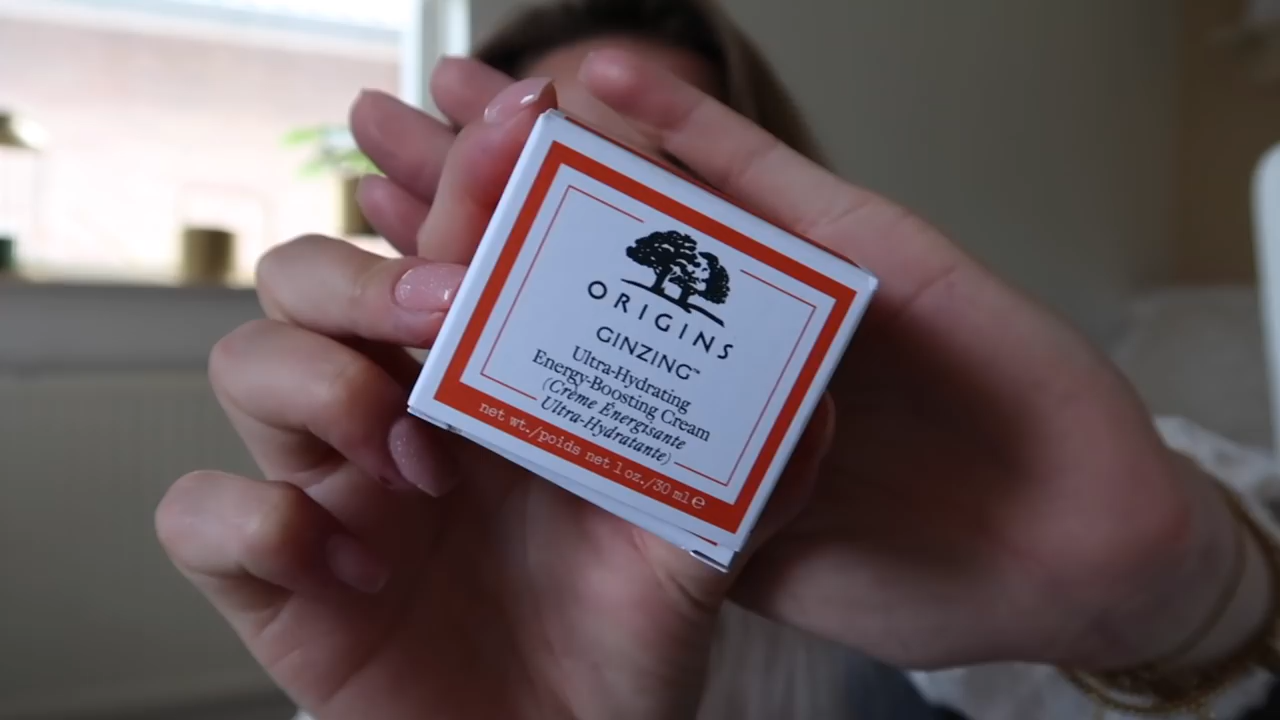 ORIGINS
GINZING™
Ultra-Hydrating
Energy-Boosting Cream
(Crème Énergisante
Ultra-Hydratante)
net wt./poids net 1 oz./30 ml e